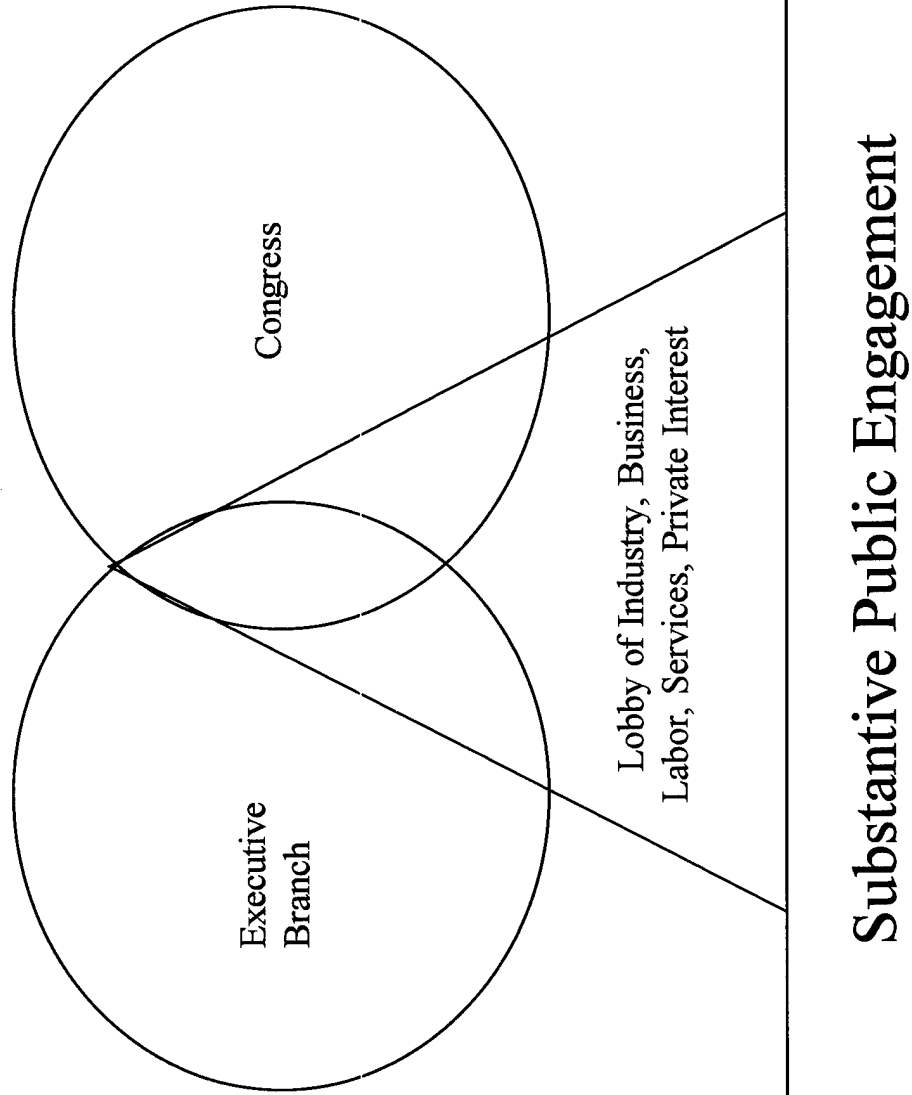 Executive
Branch
Congress
Lobby of Industry, Business,
Labor, Services, Private Interest
Substantive Public Engagement